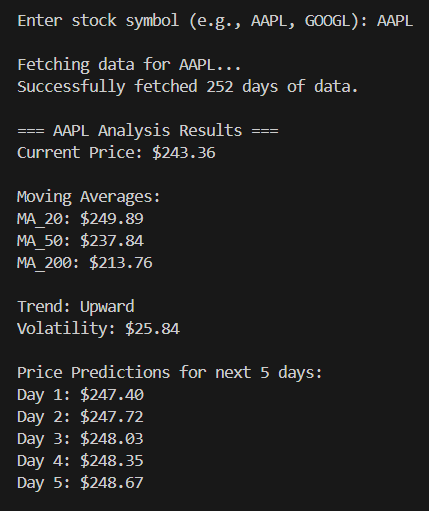 Enter stock symbol (e.g., AAPL, GOOGL): AAPL
Fetching data for AAPL...
Successfully fetched 252 days of data.
=== AAPL Analysis Results ===
Current Price: $243.36
Moving Averages:
MA_20: $249.89
MA_50: $237.84
MA_200: $213.76
Trend: Upward
Volatility: $25.84
Price Predictions for next 5 days:
Day 1: $247.40
Day 2: $247.72
Day 3: $248.03
Day 4: $248.35
Day 5: $248.67